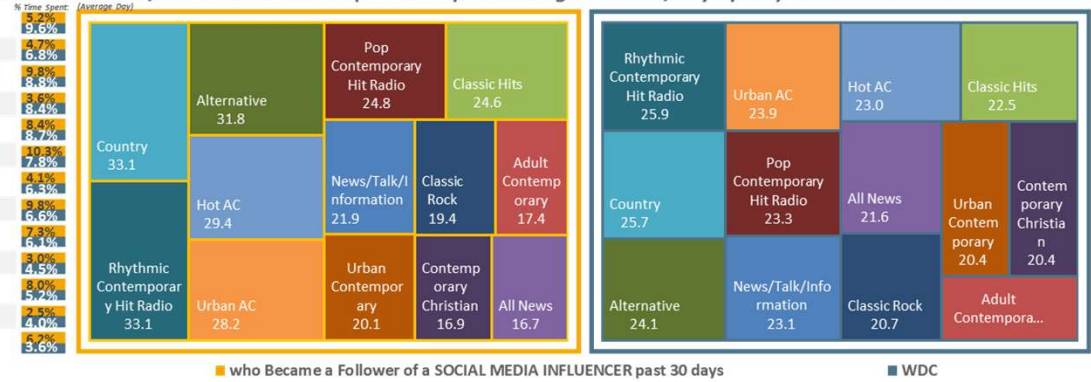 % Time Spent: (Average Day)
5.2%
9.6%
4.7%
6.8%
9.8%
8.8%
3.6%
8.4%
8.4%
8.7%
10.3%
7.8%
4.1%
6.3%
9.8%
6.6%
7.3%
6.1%
3.0%
4.5%
8.0%
5.2%
2.5%
4.0%
6.2%
3.6%
Country
33.1
Rhythmic
Contemporar
y Hit Radio
33.1
Alternative
31.8
Hot AC
29.4
Urban AC
28.2
Pop
Contemporary
Hit Radio
24.8
Classic Hits
24.6
News/Talk/I
nformation
21.9
Classic
Rock
19.4
Adult
Contemp
orary
17.4
Urban
Contempor
ary
20.1
Contemp
orary
Christian
16.9
All News
16.7
Rhythmic
Contemporary
Hit Radio
25.9
Country
25.7
Alternative
24.1
Urban AC
23.9
Pop
Contemporary
Hit Radio
23.3
News/Talk/Info
rmation
23.1
Hot AC
23.0
Classic Hits
22.5
All News
21.6
Classic Rock
20.7
Urban
Contem
porary
20.4
Contem
porary
Christia
n
20.4
Adult
Contempora...
who Became a Follower of a SOCIAL MEDIA INFLUENCER past 30 days
WDC